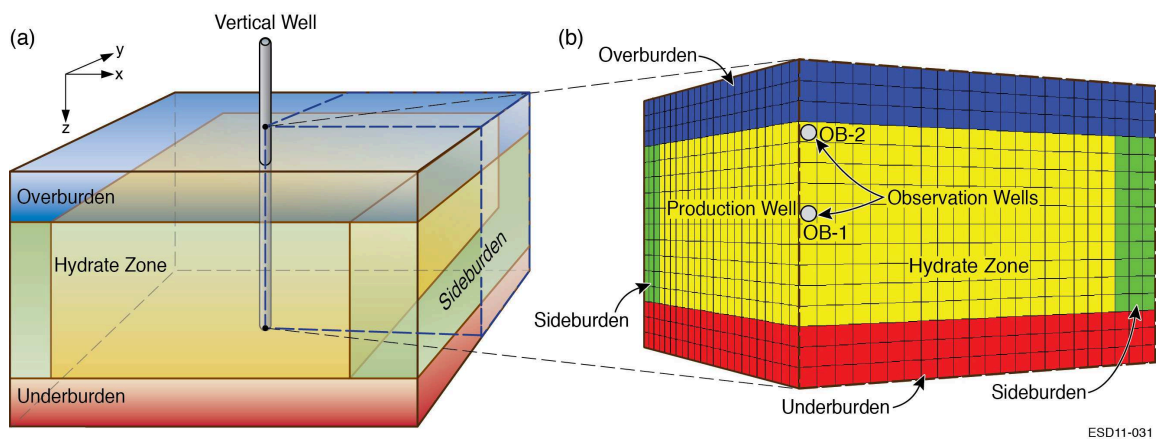 (a)
Vertical Well
y
x
z
Overburden
Hydrate Zone
Sideburden
Underburden
(b)
Overburden
OB-2
Production Well
Observation Wells
OB-1
Hydrate Zone
Sideburden
Sideburden
Underburden
ESD11-031